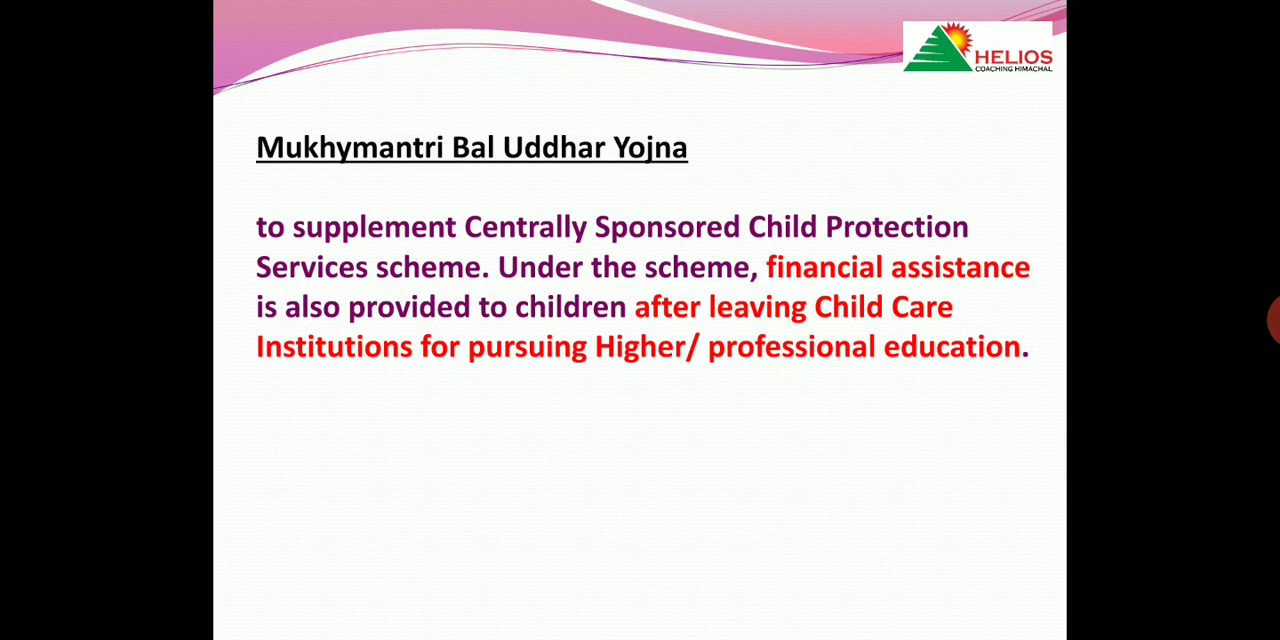 HELIOS
COACHING HIMACHAL
Mukhymantri Bal Uddhar Yojna
to supplement Centrally Sponsored Child Protection
Services scheme. Under the scheme, financial assistance
is also provided to children after leaving Child Care
Institutions for pursuing Higher/ professional education.